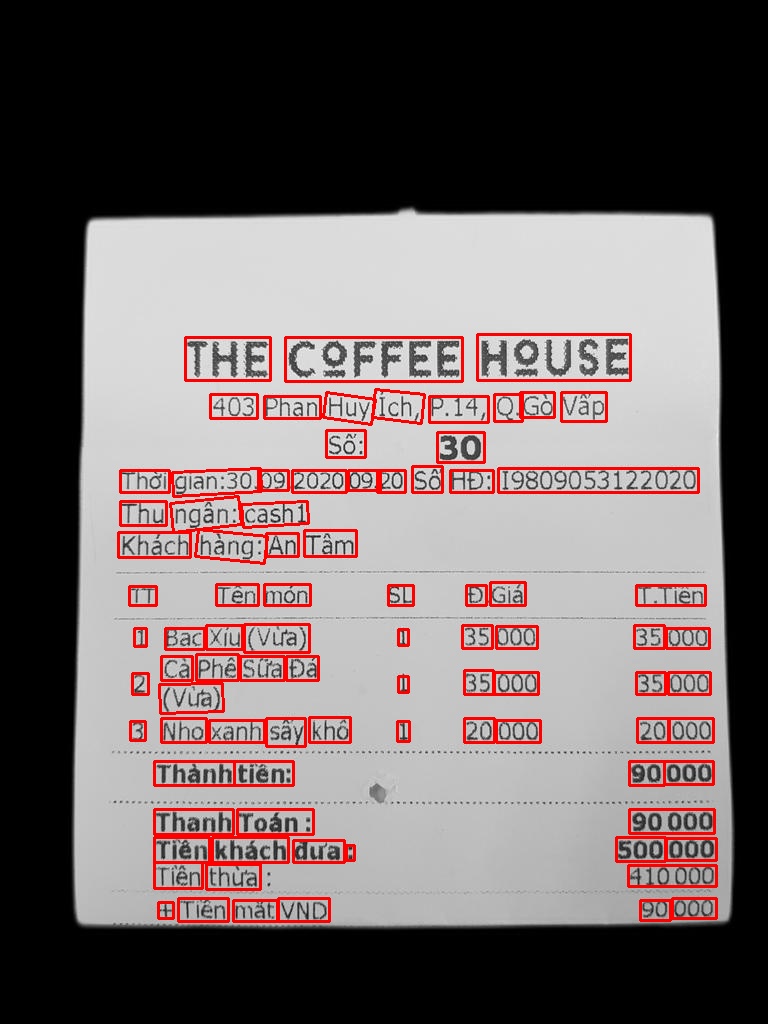 THE COFFEE HOUSE
403 Phan Huy Ích, P.14, Q.Gò Vấp
Số: 30
Thời gian:30.09.2020 09:20 Số HĐ: I9809053122020
Thu ngân: cash1
Khách hàng: An Tâm
TT Tên món SL Đ.Giá T.Tiền
1 Bac Xíu (Vừa) 1 35 000 35 000
2 Cà Phê Sữa Đá (Vừa) 1 35 000 35 000
3 Nho xanh sấy khô 1 20 000 20 000
Thành tiền: 90 000
Thanh Toán : 90 000
Tiền khách đưa : 500 000
Tiền thừa : 410 000
+ Tiền mặt VND 90 000